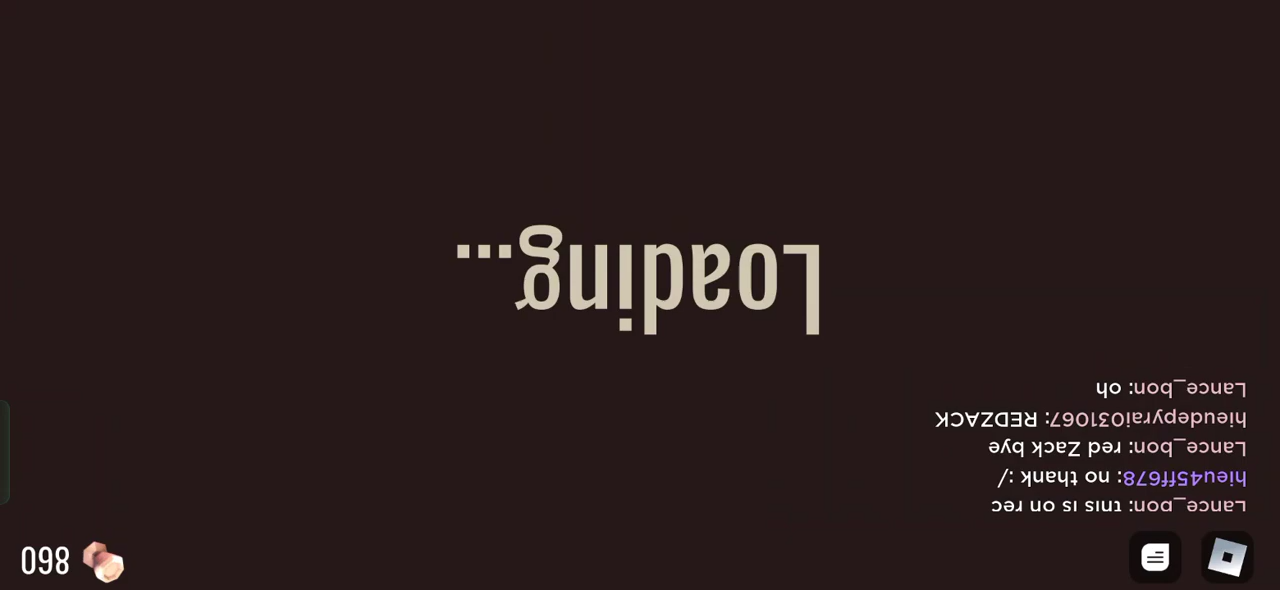 860
Lance_bon: this is on rec
hieu45ff678: no thank :/
Lance_bon: red Zack bye
hieudepyrai031067: REDZACK
Lance_bon: oh
Loading...